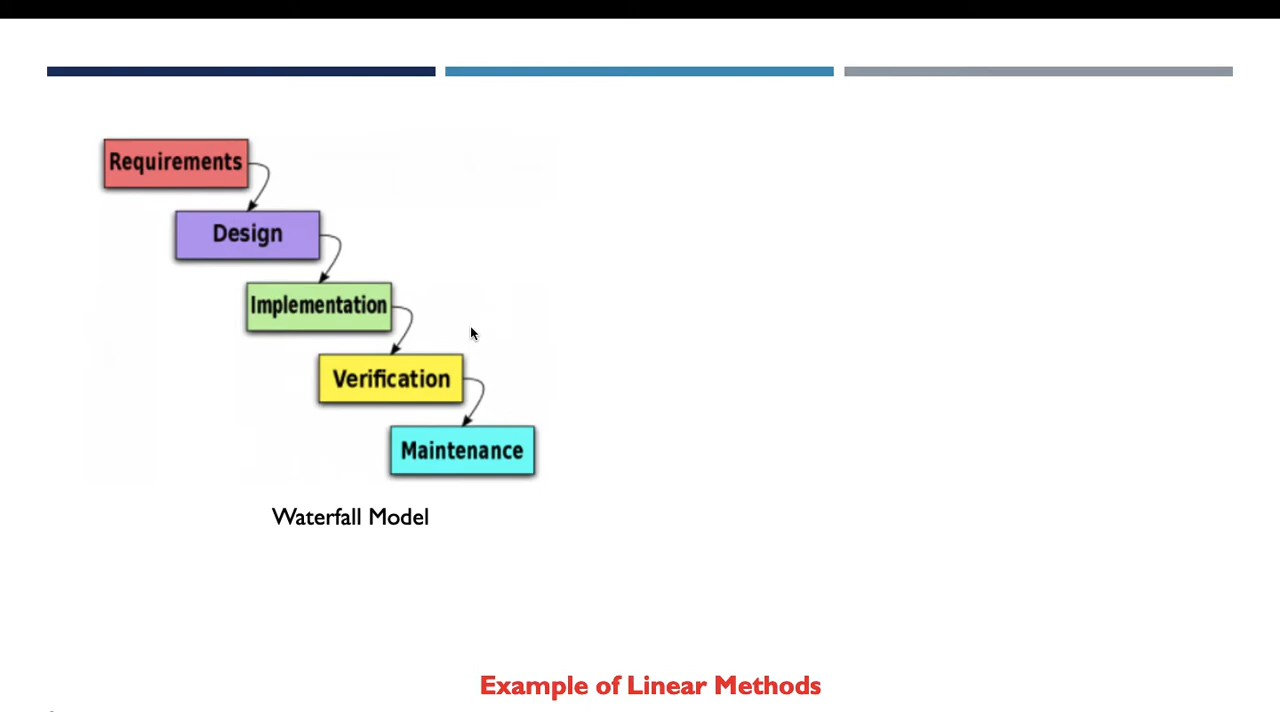 Requirements
Design
Implementation
Verification
Maintenance
Waterfall Model
Example of Linear Methods